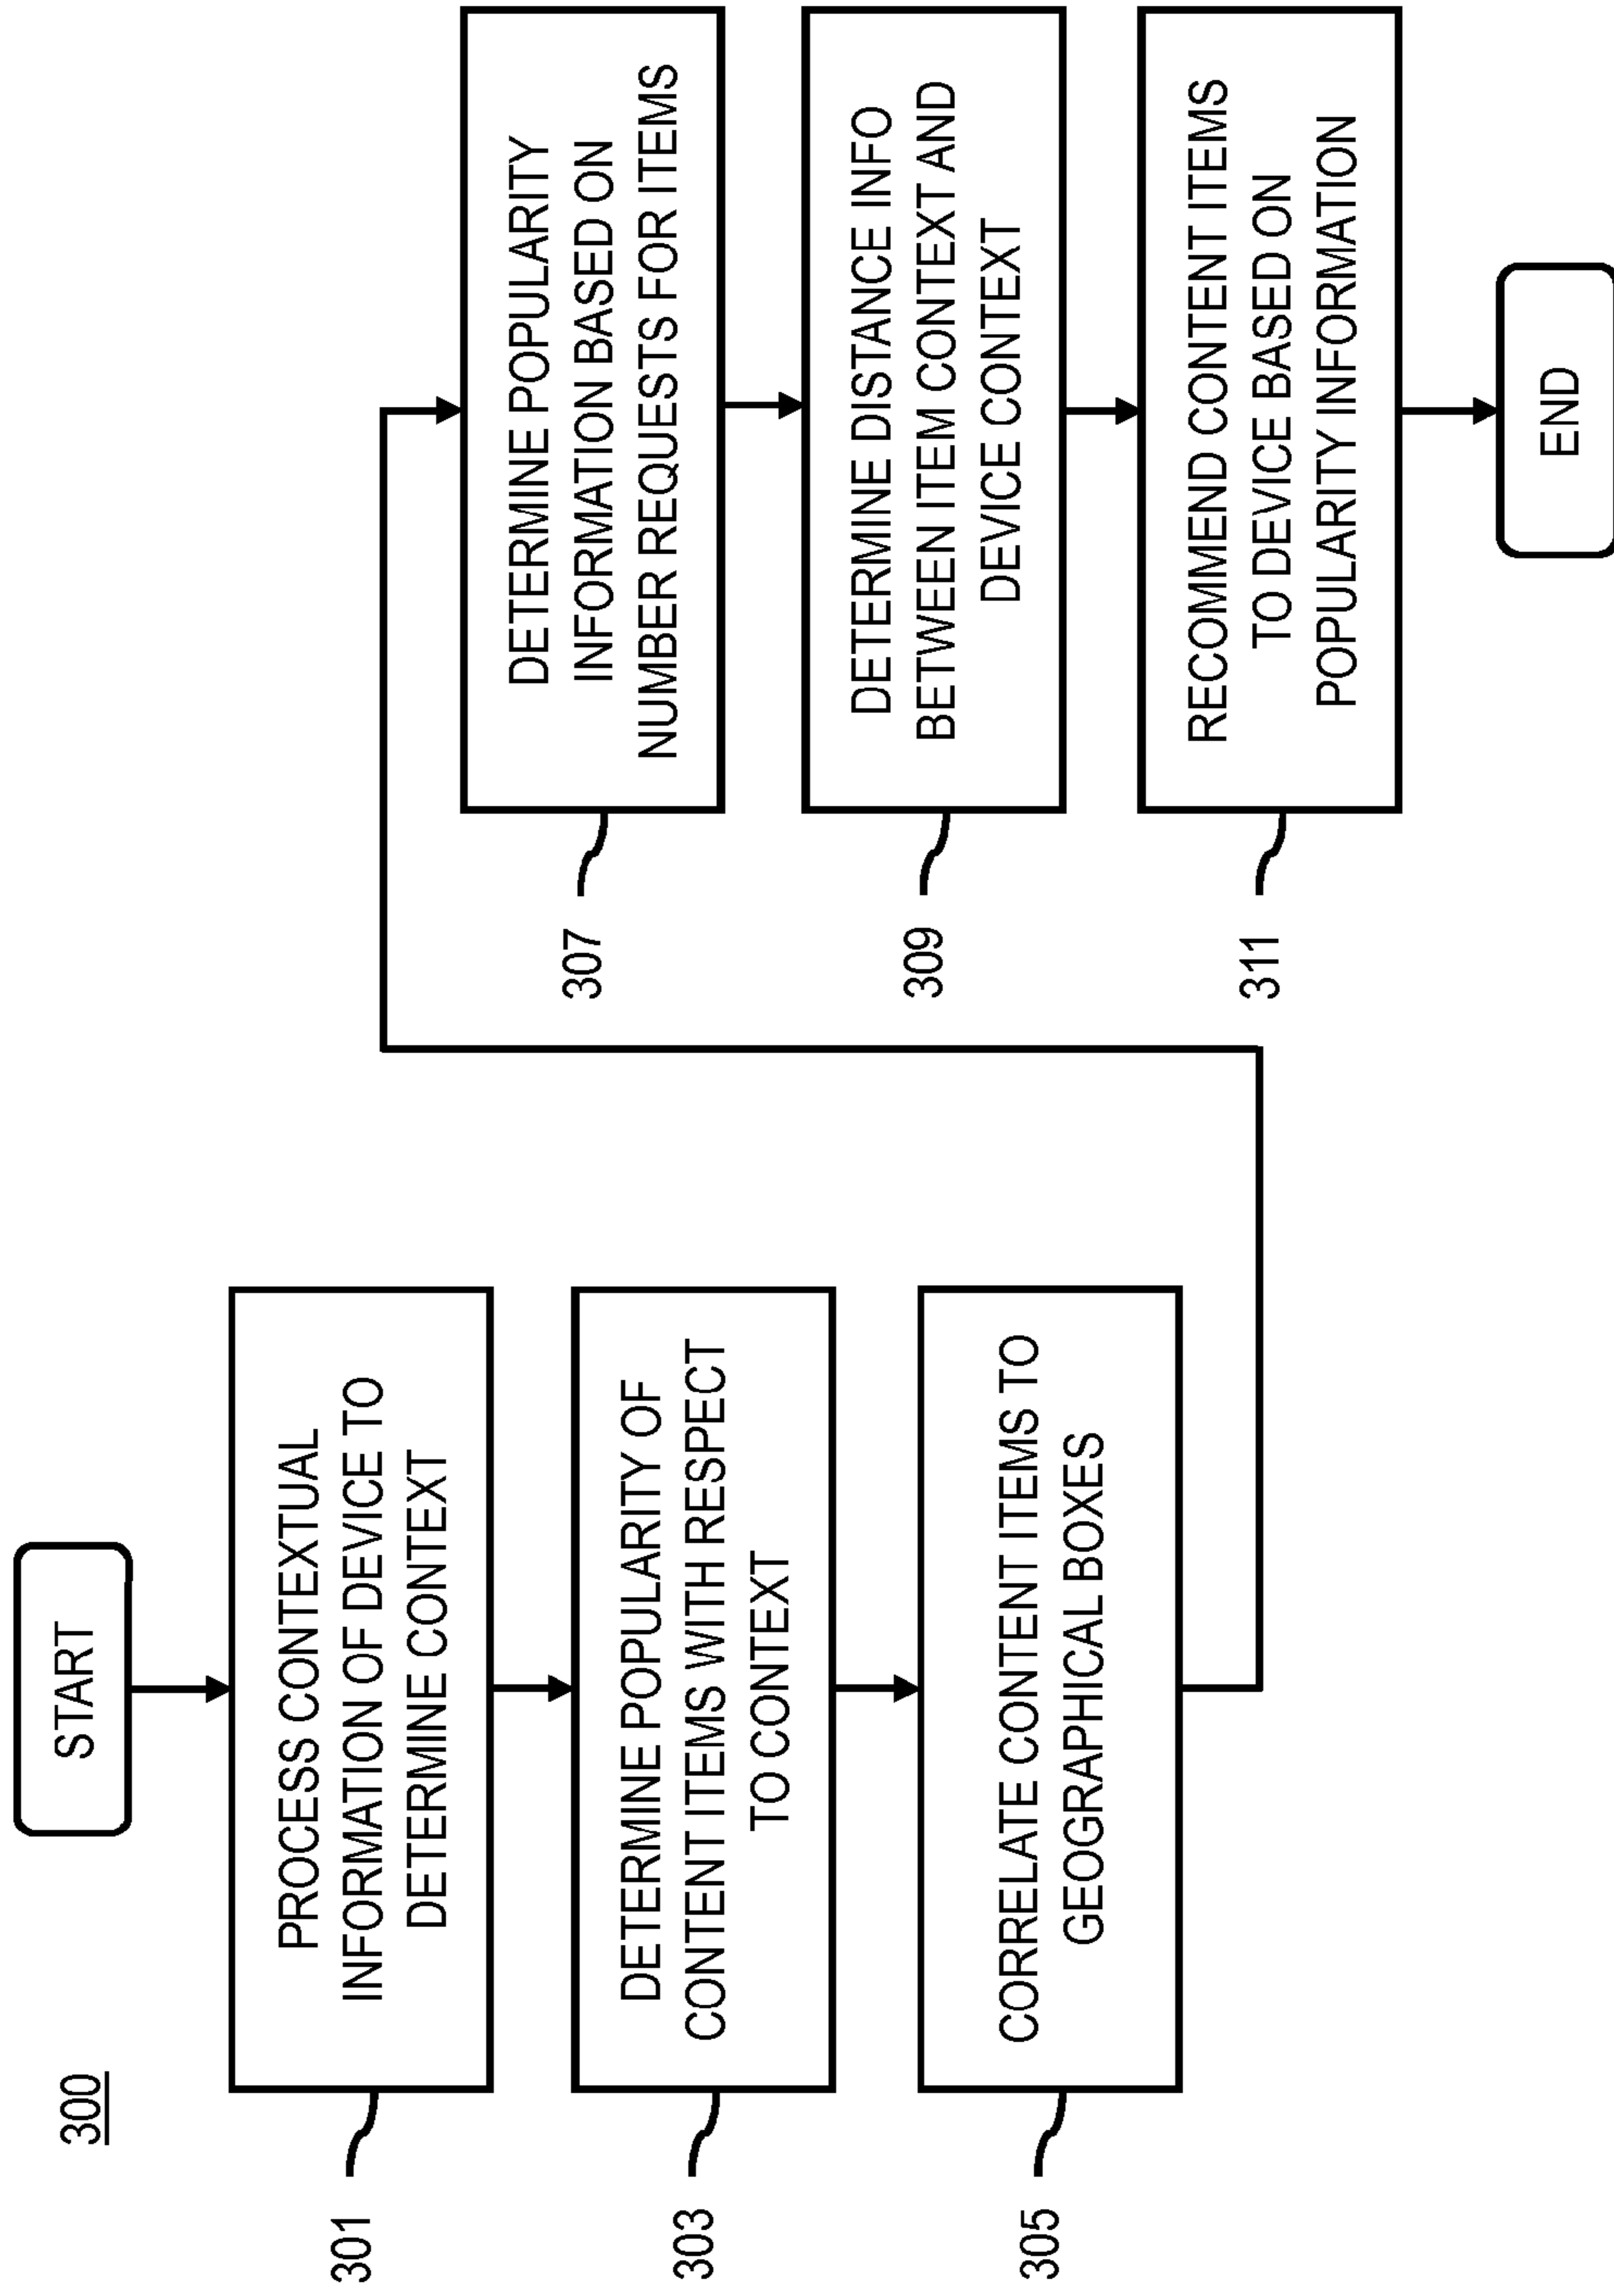 300
START
301
PROCESS CONTEXTUAL
INFORMATION OF DEVICE TO
DETERMINE CONTEXT
303
DETERMINE POPULARITY OF
CONTENT ITEMS WITH RESPECT
TO CONTEXT
305
CORRELATE CONTENT ITEMS TO
GEOGRAPHICAL BOXES
307
DETERMINE POPULARITY
INFORMATION BASED ON
NUMBER REQUESTS FOR ITEMS
309
DETERMINE DISTANCE INFO
BETWEEN ITEM CONTEXT AND
DEVICE CONTEXT
311
RECOMMEND CONTENT ITEMS
TO DEVICE BASED ON
POPULARITY INFORMATION
END